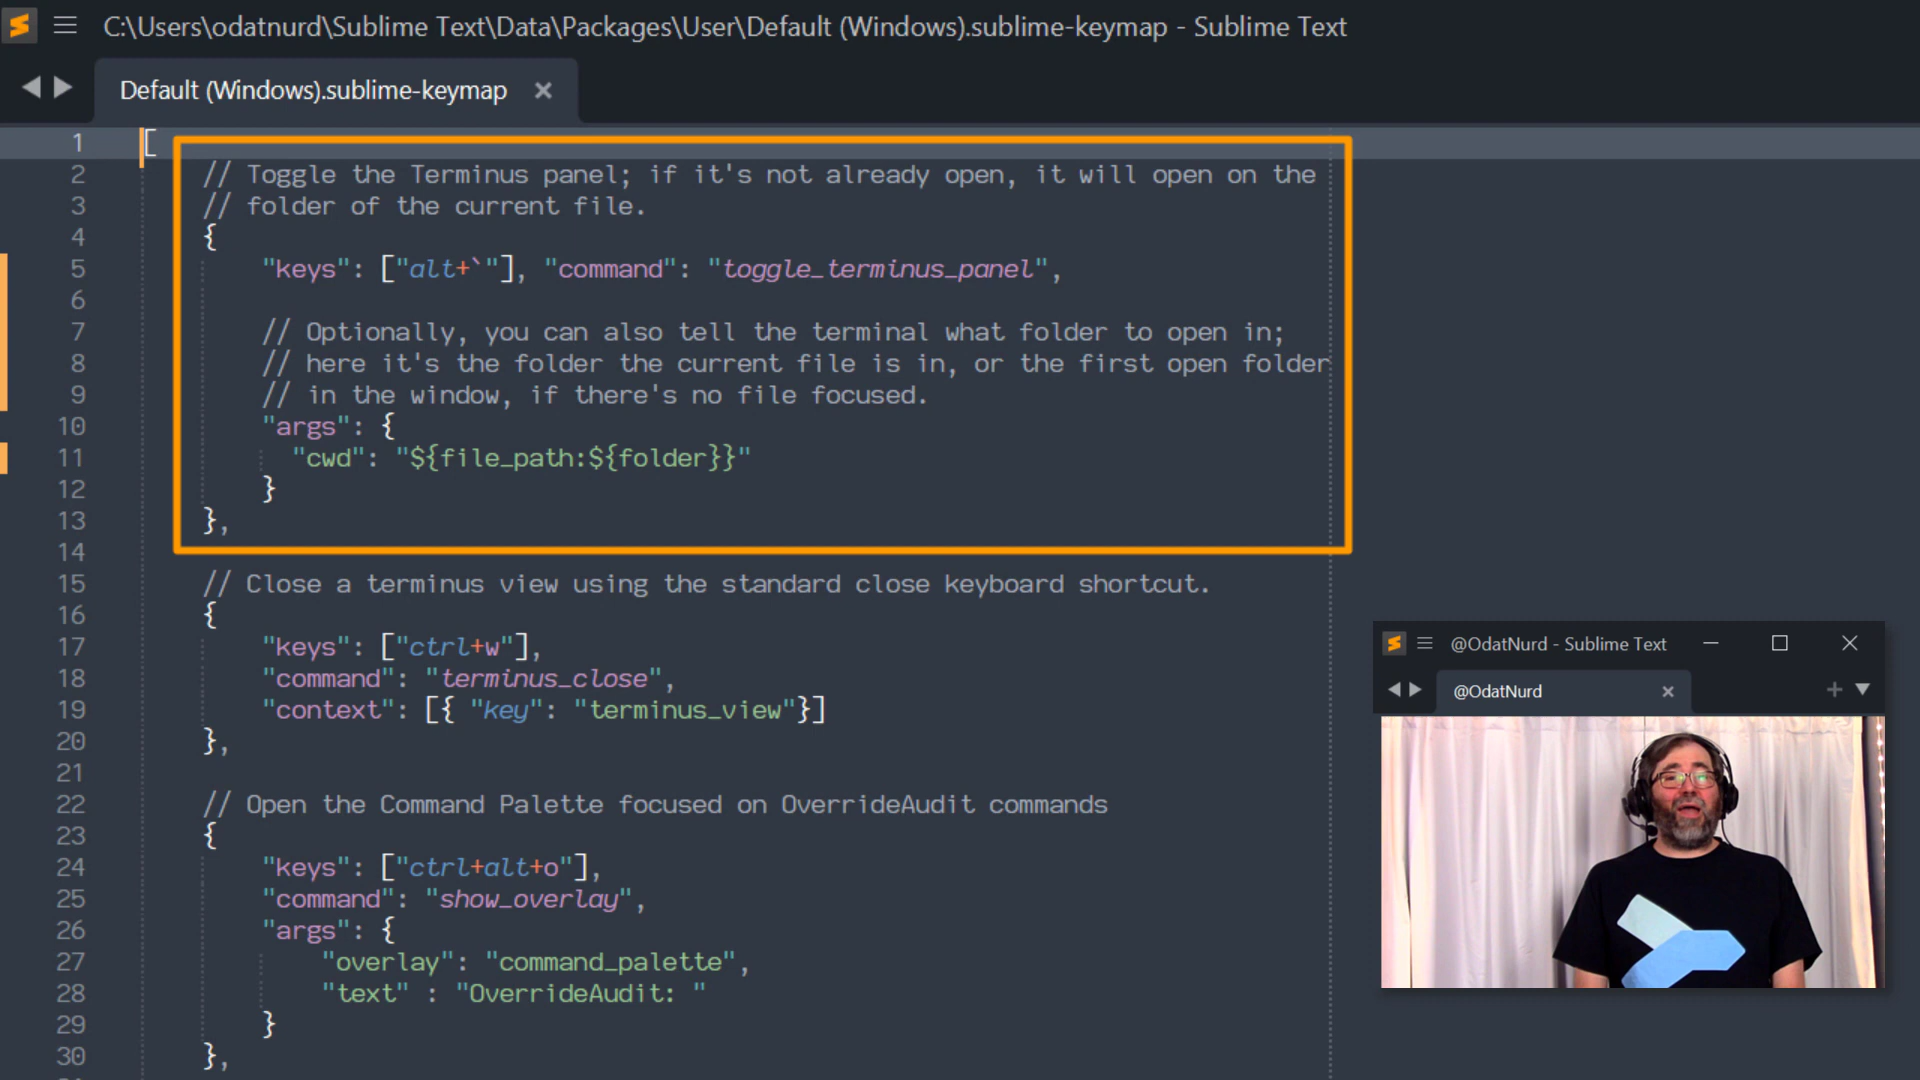 C:\Users\odatnurd\Sublime Text\Data\Packages\User\Default (Windows).sublime-keymap - Sublime Text
Default (Windows).sublime-keymap
1 [
2 // Toggle the Terminus panel; if it's not already open, it will open on the
3 // folder of the current file.
4 {
5 "keys": ["alt+`"], "command": "toggle_terminus_panel",
6
7 // Optionally, you can also tell the terminal what folder to open in;
8 // here it's the folder the current file is in, or the first open folder
9 // in the window, if there's no file focused.
10 "args": {
11 "cwd": "${file_path:${folder}}"
12 }
13 },
14
15 // Close a terminus view using the standard close keyboard shortcut.
16 {
17 "keys": ["ctrl+w"],
18 "command": "terminus_close",
19 "context": [{ "key": "terminus_view"}]
20 },
21
22 // Open the Command Palette focused on OverrideAudit commands
23 {
24 "keys": ["ctrl+alt+o"],
25 "command": "show_overlay",
26 "args": {
27 "overlay": "command_palette",
28 "text" : "OverrideAudit: "
29 }
30 },
@OdatNurd - Sublime Text
@OdatNurd